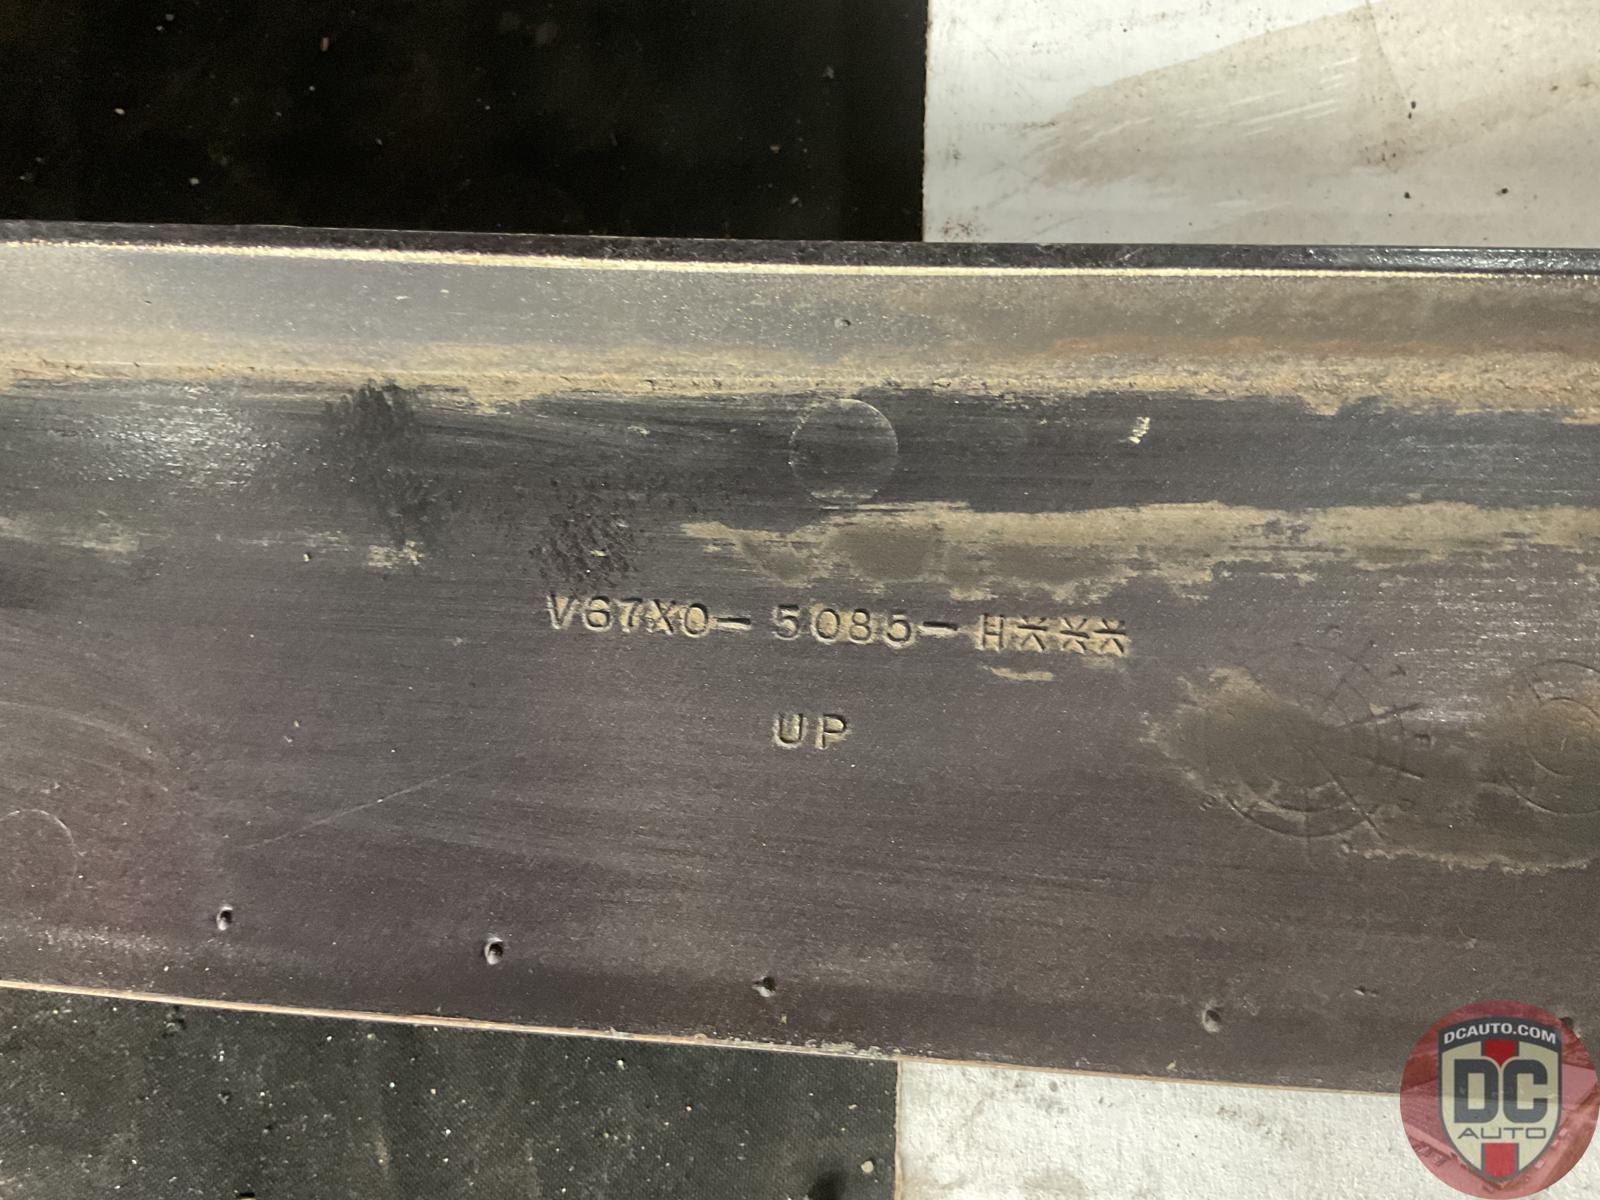 V67X0-5085-H***
UP
DCAUTO.COM
DC
AUTO